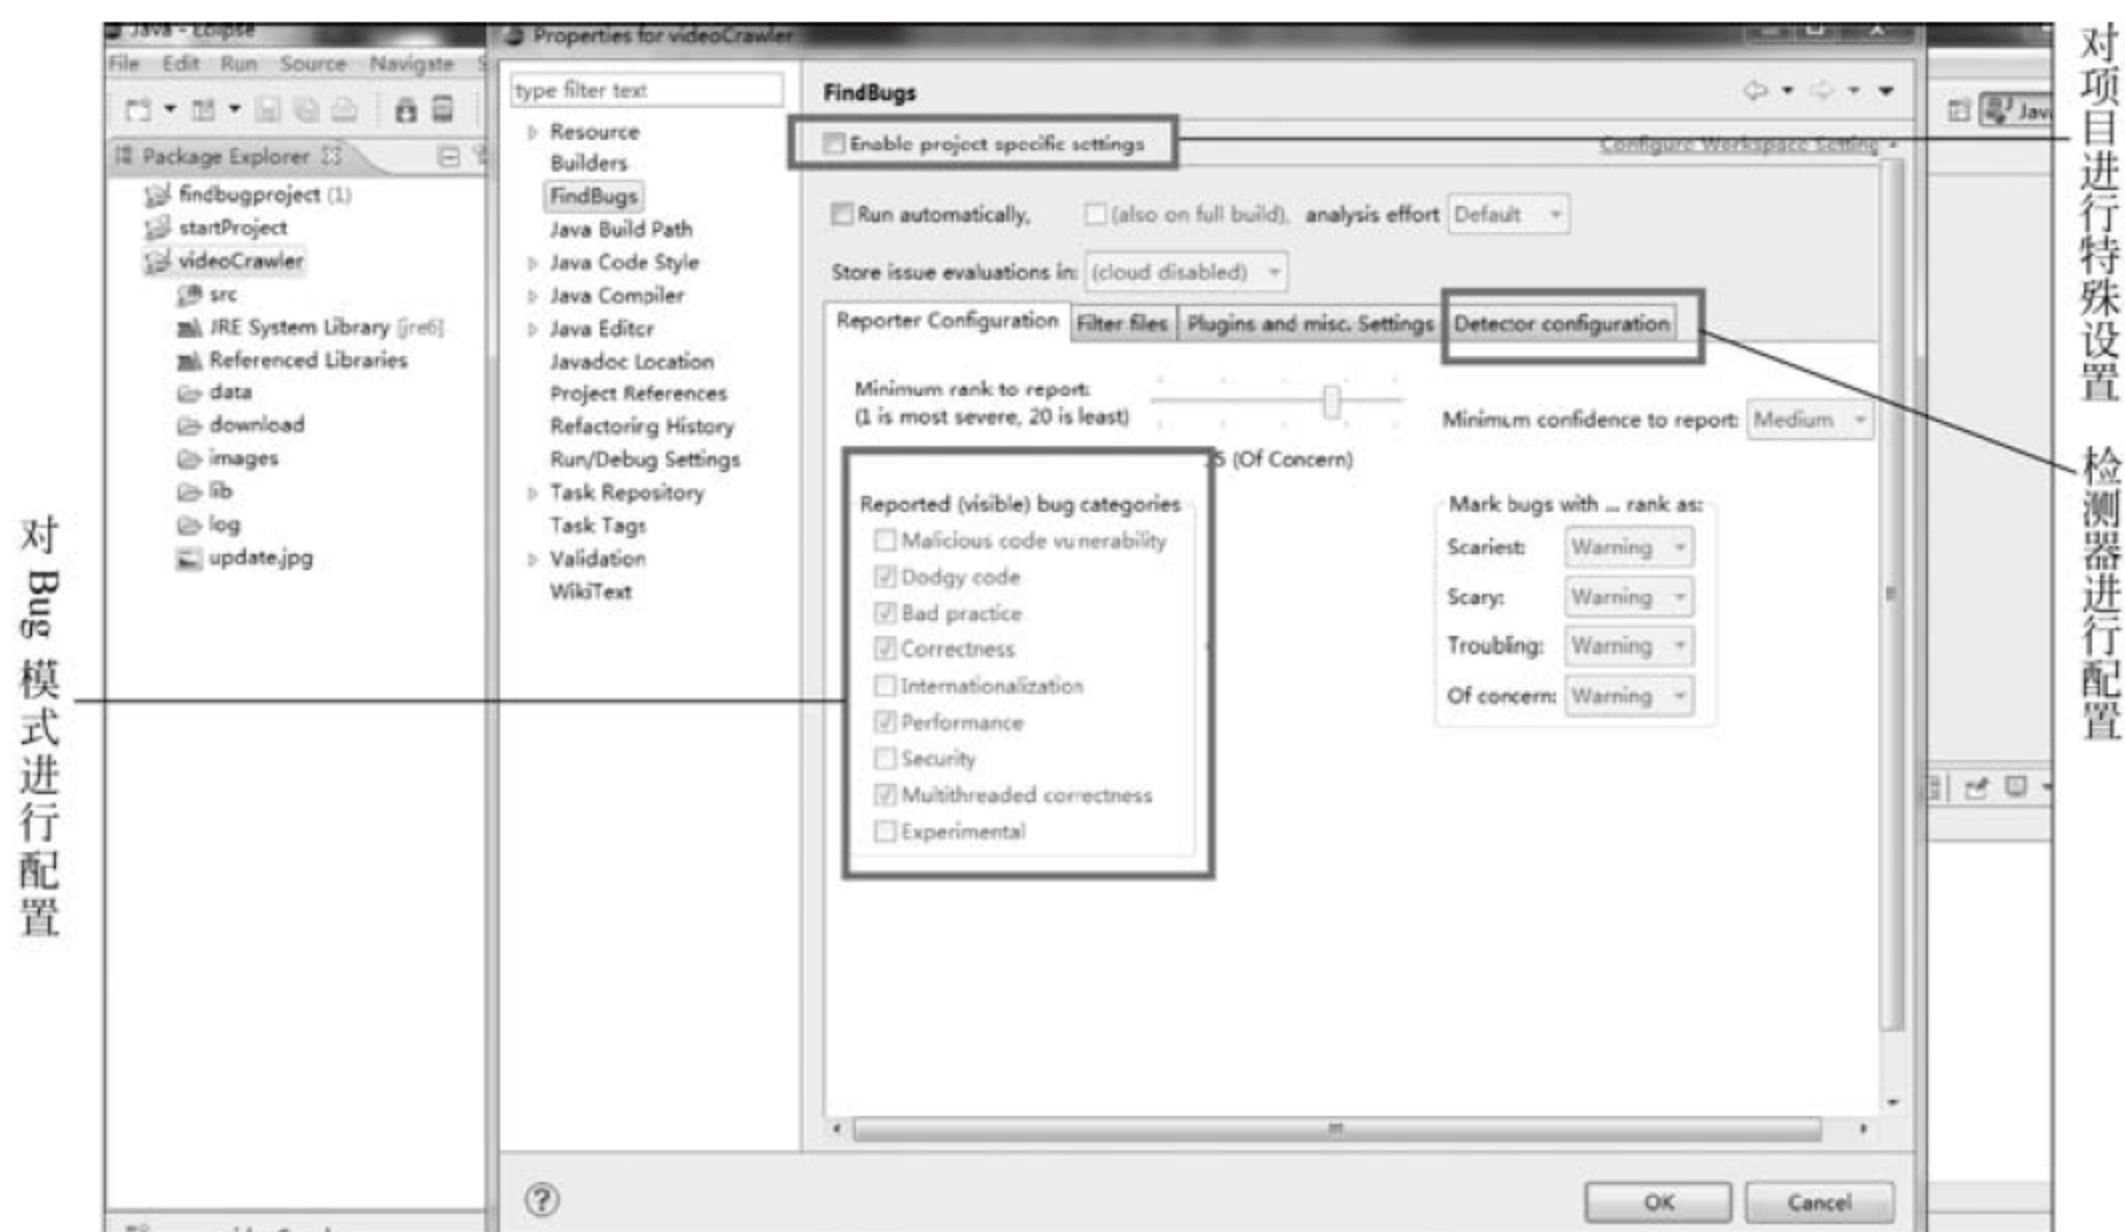 Java - Eclipse
File Edit Run Source Navigate
Package Explorer
findbugproject (1)
startProject
videoCrawler
src
JRE System Library [jre6]
Referenced Libraries
data
download
images
lib
log
update.jpg
Properties for videoCrawler
type filter text
Resource
Builders
FindBugs
Java Build Path
Java Code Style
Java Compiler
Java Editor
Javadoc Location
Project References
Refactoring History
Run/Debug Settings
Task Repository
Task Tags
Validation
WikiText
FindBugs
Enable project specific settings
Configure Workspace Setting
Run automatically, (also on full build), analysis effort Default
Store issue evaluations in: (cloud disabled)
Reporter Configuration Filter files Plugins and misc. Settings Detector configuration
Minimum rank to report:
(1 is most severe, 20 is least)
5 (Of Concern)
Minimum confidence to report: Medium
Reported (visible) bug categories
Malicious code vulnerability
Dodgy code
Bad practice
Correctness
Internationalization
Performance
Security
Multithreaded correctness
Experimental
Mark bugs with ... rank as:
Scariest: Warning
Scary: Warning
Troubling: Warning
Of concern: Warning
OK Cancel
Java
对 Bug 模式进行配置
对项目进行特殊设置
检测器进行配置